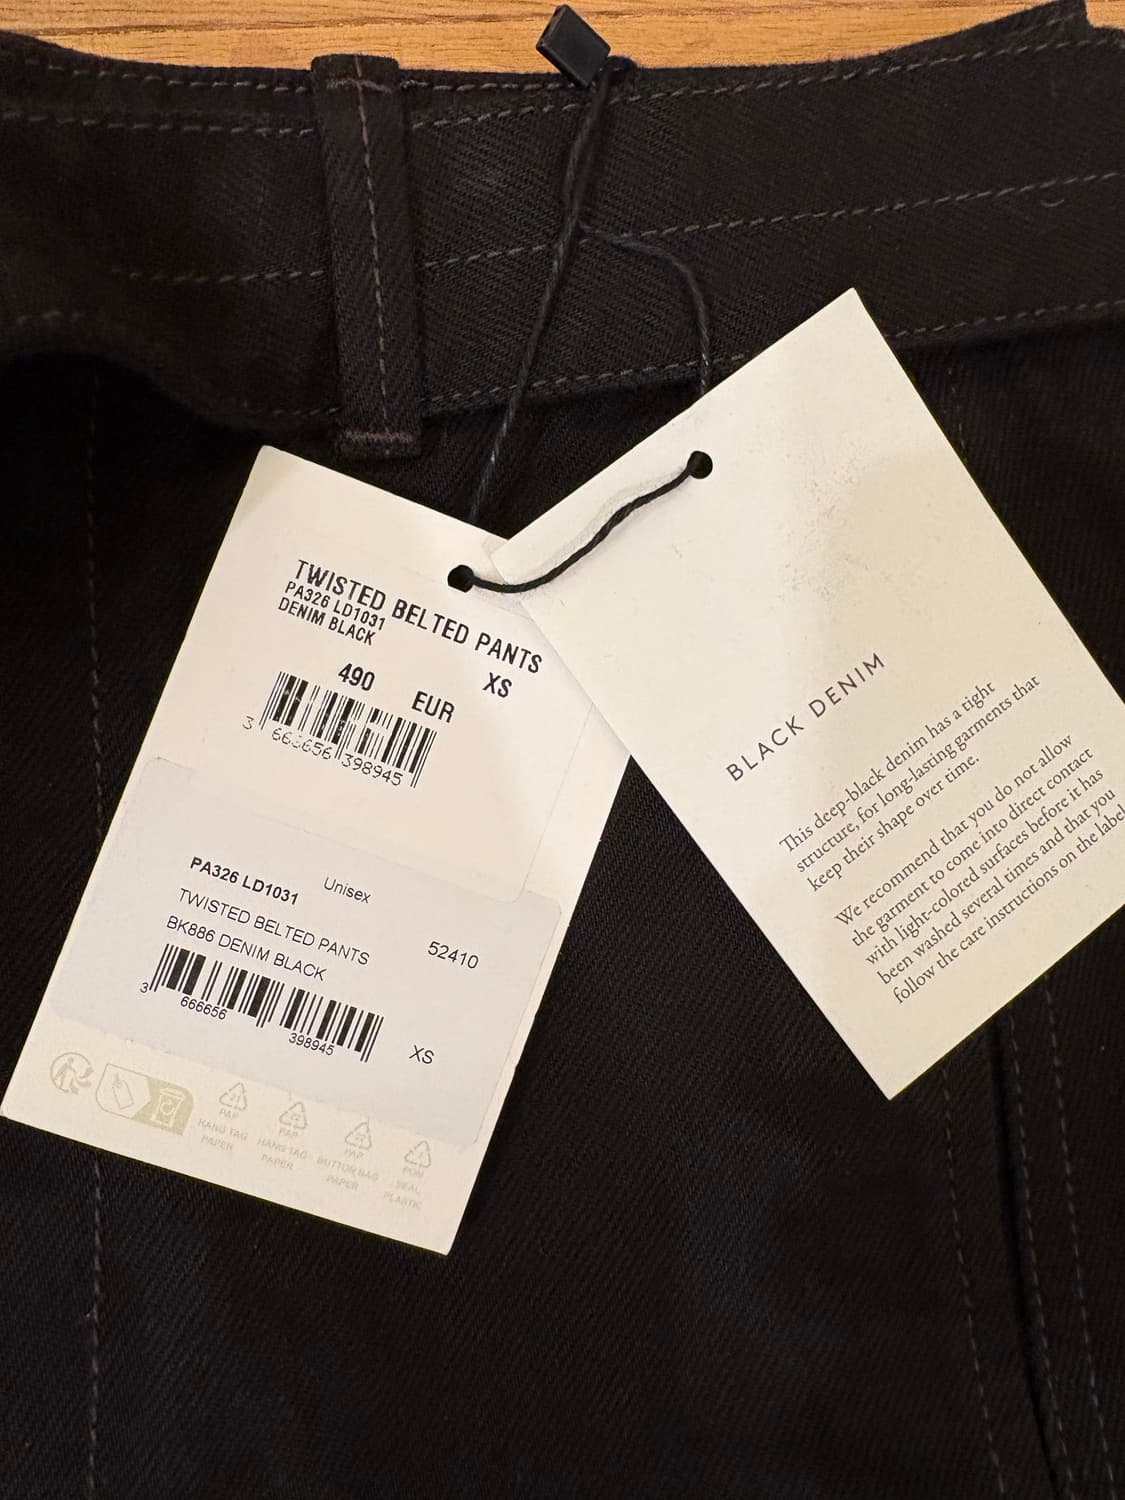 TWISTED BELTED PANTS
PA326 LD1031
DENIM BLACK
XS
490
EUR
3 666656 398945
PA326 LD1031
Unisex
TWISTED BELTED PANTS
BK886 DENIM BLACK
52410
3 666656 398945
XS
21
PAP
HANG TAG
PAPER
PAP
HANG TAG
PAPER
PAP
BUTTON BAG
PAPER
POM
SEAL
PLASTIC
BLACK DENIM
This deep-black denim has a tight
structure, for long-lasting garments that
keep their shape over time.
We recommend that you do not allow
the garment to come into direct contact
with light-colored surfaces before it has
been washed several times and that you
follow the care instructions on the label